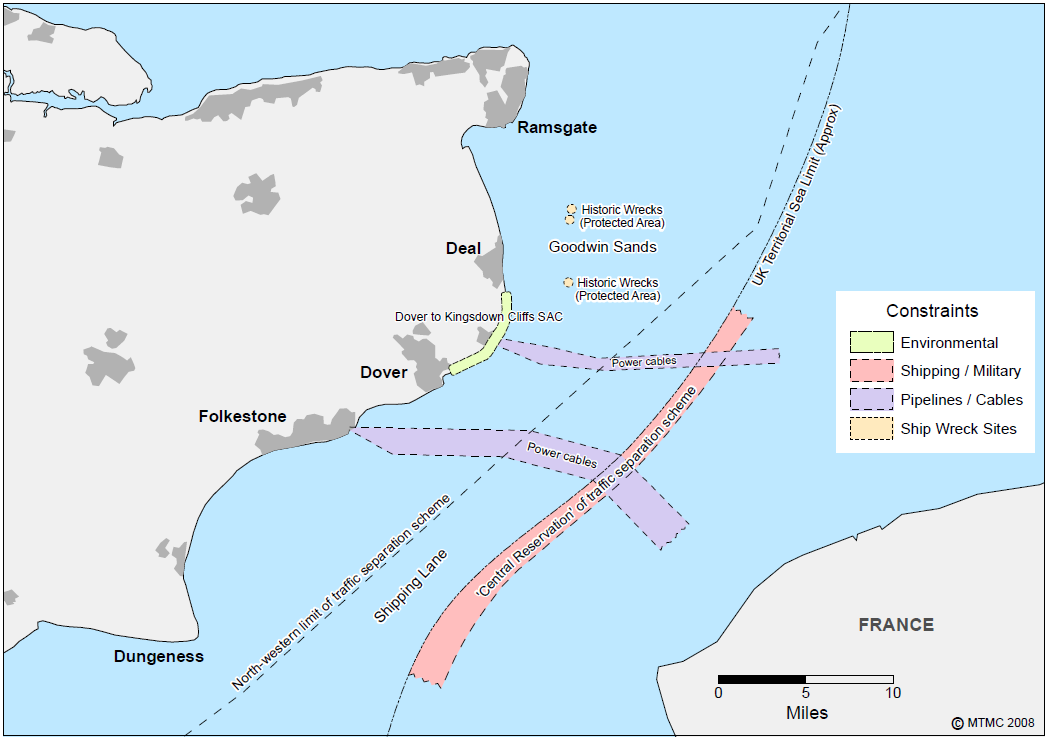 Ramsgate
Historic Wrecks
(Protected Area)
Goodwin Sands
Deal
UK Territorial Sea Limit (Approx)
Historic Wrecks
(Protected Area)
Dover to Kingsdown Cliffs SAC
Constraints
Environmental
Shipping / Military
Pipelines / Cables
Ship Wreck Sites
Power cables
Dover
Folkestone
Power cables
'Central Reservation' of traffic separation scheme
North-western limit of traffic separation scheme
Shipping Lane
Dungeness
FRANCE
0 5 10
Miles
© MTMC 2008